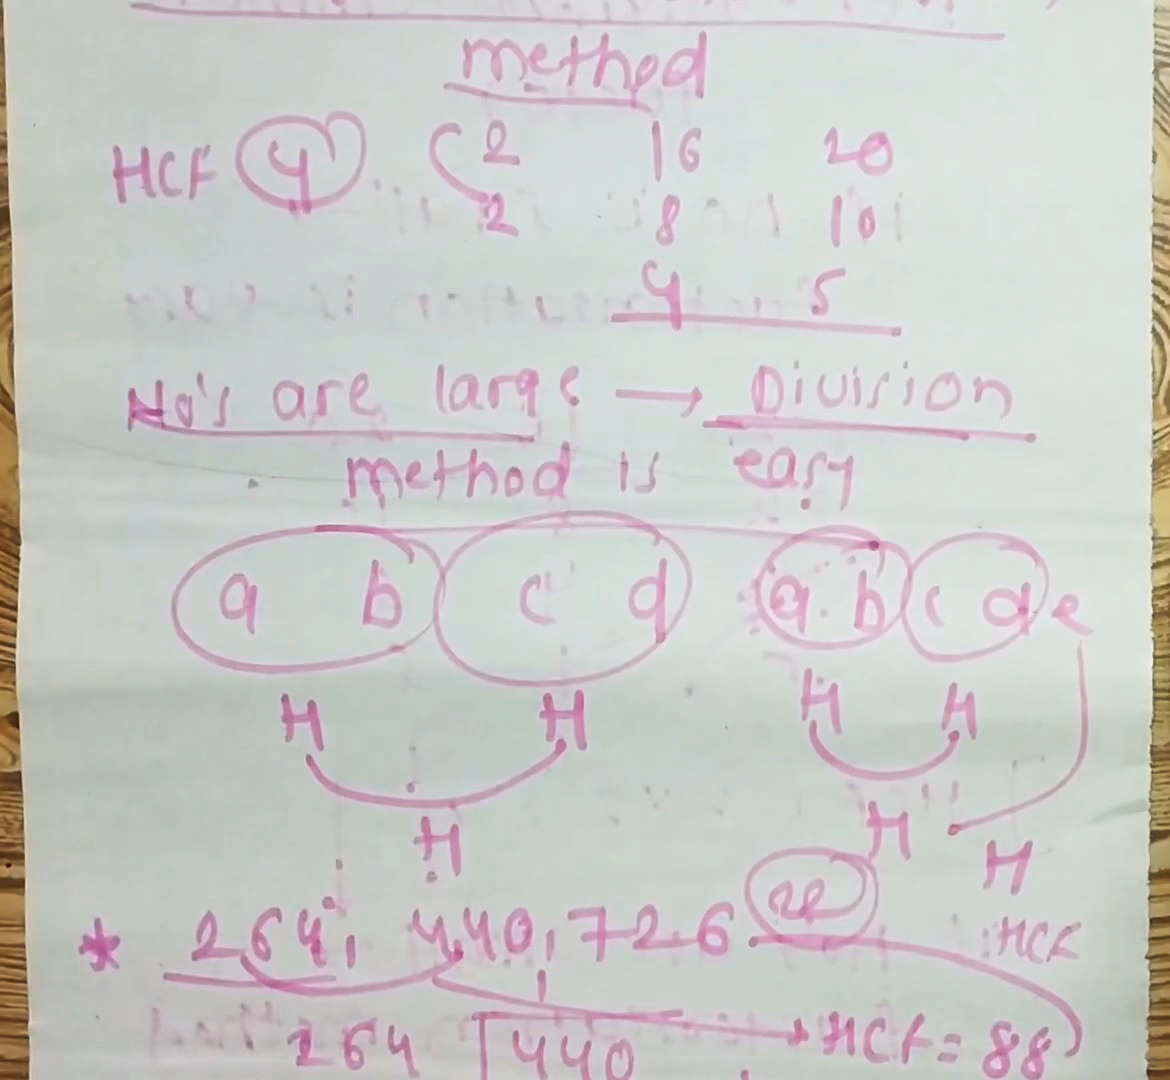 method
HCF 4 2 16 20
2 8 10
4 5
No's are large → Division
method is easy
a b c d a b c d e
H H H H
H H H
22
* 264, 440, 726 HCF
264 440 → HCF = 88